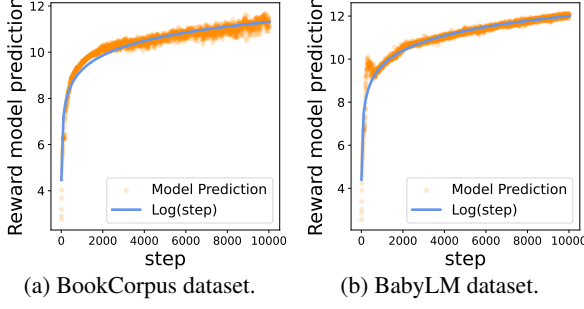 12
10
8
6
4
Reward model prediction
Model Prediction
Log(step)
0 2000 4000 6000 8000 10000
step
(a) BookCorpus dataset.
12
10
8
6
4
Reward model prediction
Model Prediction
Log(step)
0 2000 4000 6000 8000 10000
step
(b) BabyLM dataset.